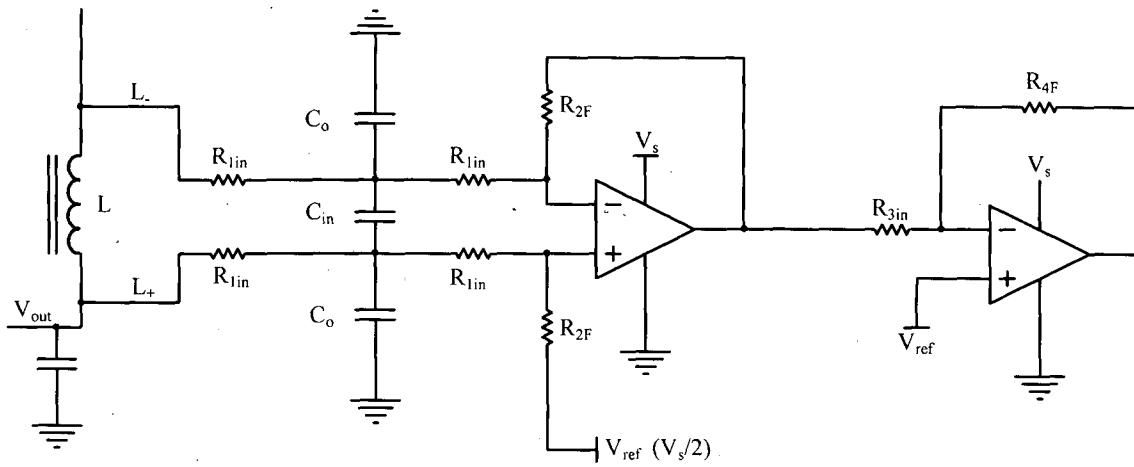 L-
R1in
Co
R1in
R2F
Vs
R4F
L
Cin
R3in
Vs
L+
R1in
R1in
Vout
Co
R2F
Vref
Vref (Vs/2)
−
+
−
+